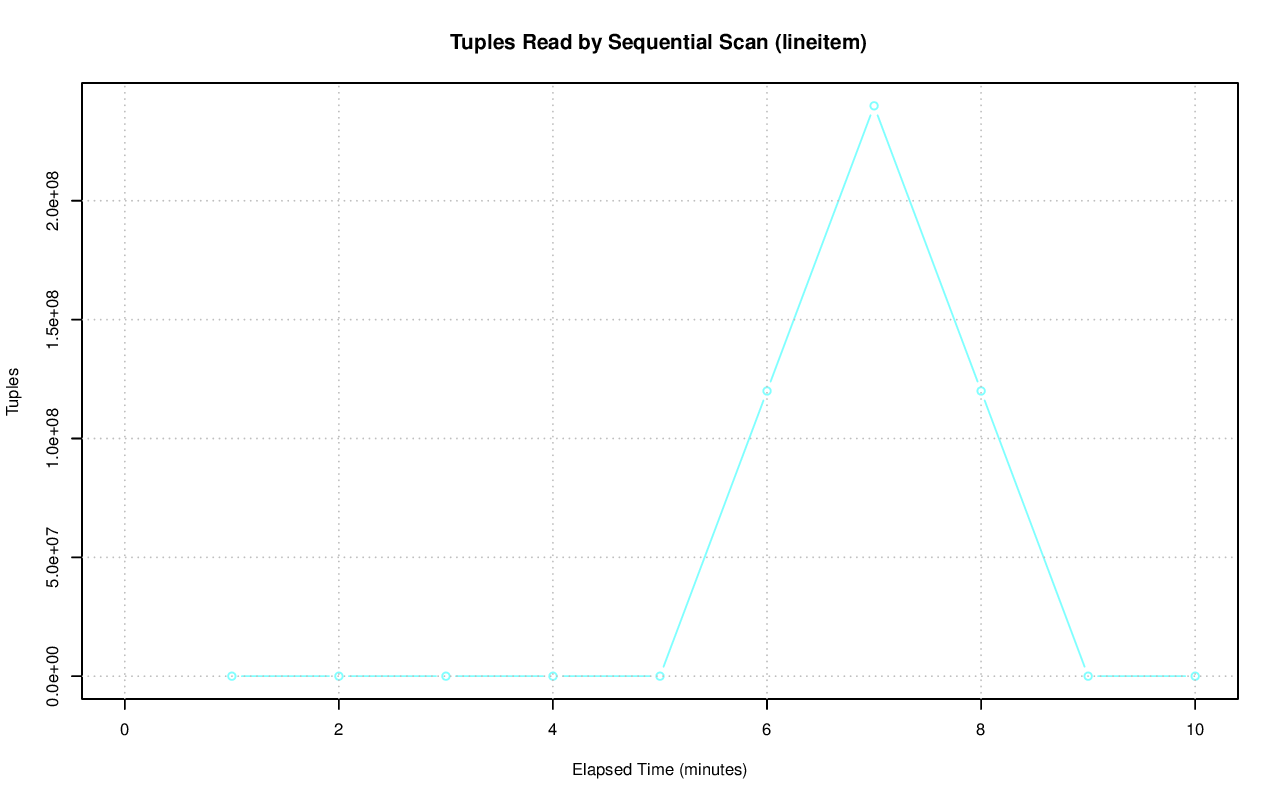 Tuples Read by Sequential Scan (lineitem)
2.0e+08
1.5e+08
1.0e+08
5.0e+07
0.0e+00
Tuples
0 2 4 6 8 10
Elapsed Time (minutes)